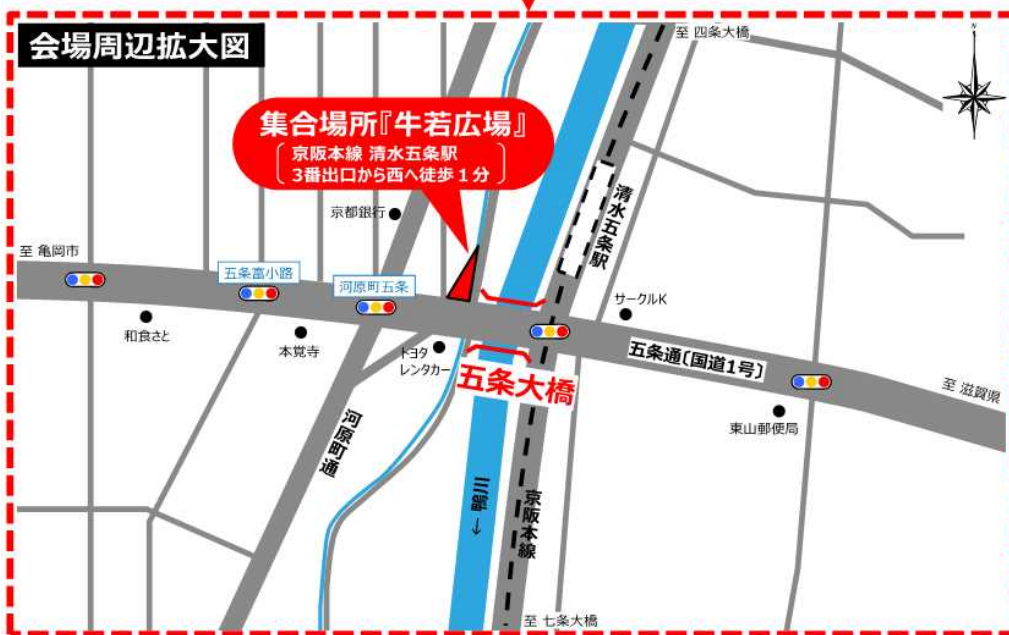 会場周辺拡大図
至 四条大橋
N
集合場所『牛若広場』
京阪本線 清水五条駅
3番出口から西へ徒歩1分
京都銀行
清水五条駅
至 亀岡市
五条富小路
河原町五条
サークルK
和食さと
本覚寺
トヨタ
レンタカー
五条大橋
五条通〔国道1号〕
至 滋賀県
東山郵便局
河原町通
鴨川→
京阪本線
至 七条大橋